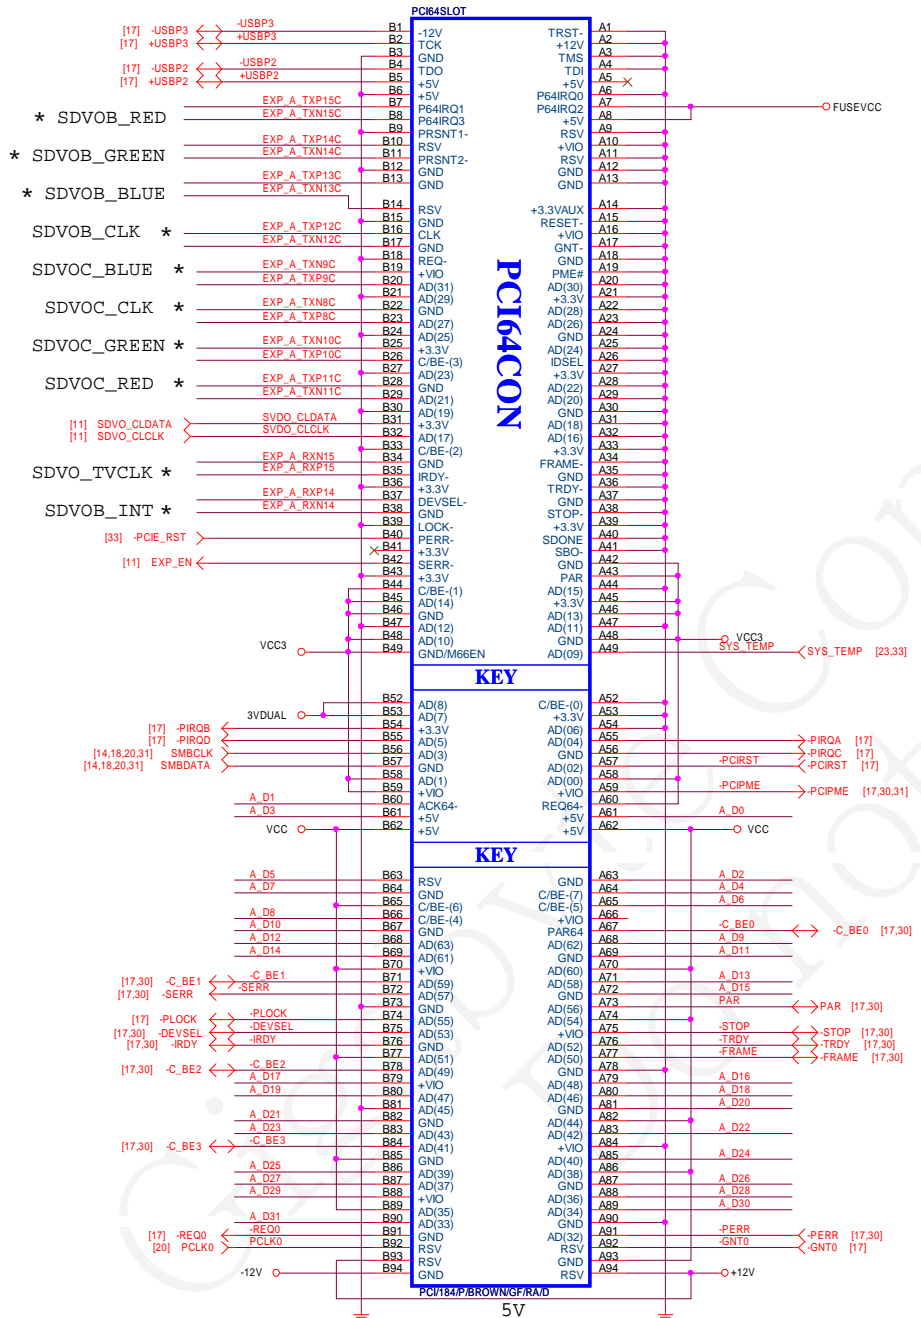 PCI64SLOT
[17] -USBP3 -USBP3 B1 -12V TRST- A1
[17] +USBP3 +USBP3 B2 TCK +12V A2
B3 GND TMS A3
[17] -USBP2 -USBP2 B4 TDO TDI A4
[17] +USBP2 +USBP2 B5 +5V +5V A5
B6 +5V P64IRQ0 A6
EXP_A_TXP15C B7 P64IRQ1 P64IRQ2 A7 FUSEVCC
* SDVOB_RED EXP_A_TXN15C B8 P64IRQ3 +5V A8
B9 PRSNT1- RSV A9
EXP_A_TXP14C B10 RSV +VIO A10
* SDVOB_GREEN EXP_A_TXN14C B11 PRSNT2- RSV A11
B12 GND GND A12
EXP_A_TXP13C B13 GND GND A13
* SDVOB_BLUE EXP_A_TXN13C
B14 RSV +3.3VAUX A14
B15 GND RESET- A15
SDVOB_CLK * EXP_A_TXP12C B16 CLK +VIO A16
EXP_A_TXN12C B17 GND GNT- A17
B18 REQ- GND A18
SDVOC_BLUE * EXP_A_TXN9C B19 +VIO PME# A19
EXP_A_TXP9C B20 AD(31) AD(30) A20
B21 AD(29) +3.3V A21
SDVOC_CLK * EXP_A_TXN8C B22 GND AD(28) A22
EXP_A_TXP8C B23 AD(27) AD(26) A23
B24 AD(25) GND A24
SDVOC_GREEN * EXP_A_TXN10C B25 +3.3V AD(24) A25
EXP_A_TXP10C B26 C/BE-(3) IDSEL A26
B27 AD(23) +3.3V A27
SDVOC_RED * EXP_A_TXP11C B28 GND AD(22) A28
EXP_A_TXN11C B29 AD(21) AD(20) A29
B30 AD(19) GND A30
[11] SDVO_CLDATA SVDO_CLDATA B31 +3.3V AD(18) A31
[11] SDVO_CLCLK SVDO_CLCLK B32 AD(17) AD(16) A32
B33 C/BE-(2) +3.3V A33
EXP_A_RXN15 B34 GND FRAME- A34
SDVO_TVCLK * EXP_A_RXP15 B35 IRDY- GND A35
B36 +3.3V TRDY- A36
EXP_A_RXP14 B37 DEVSEL- GND A37
SDVOB_INT * EXP_A_RXN14 B38 GND STOP- A38
B39 LOCK- +3.3V A39
[33] -PCIE_RST B40 PERR- SDONE A40
B41 +3.3V SBO- A41
[11] EXP_EN B42 SERR- GND A42
B43 +3.3V PAR A43
B44 C/BE-(1) AD(15) A44
B45 AD(14) +3.3V A45
B46 GND AD(13) A46
B47 AD(12) AD(11) A47
B48 AD(10) GND A48 VCC3
VCC3 B49 GND/M66EN AD(09) A49 SYS_TEMP SYS_TEMP [23,33]
PCI64CON
KEY
B52 AD(8) C/BE-(0) A52
3VDUAL B53 AD(7) +3.3V A53
[17] -PIRQB B54 +3.3V AD(06) A54
[17] -PIRQD B55 AD(5) AD(04) A55 -PIRQA [17]
[14,18,20,31] SMBCLK B56 AD(3) GND A56 -PIRQC [17]
[14,18,20,31] SMBDATA B57 GND AD(02) A57 -PCIRST -PCIRST [17]
B58 AD(1) AD(00) A58
B59 +VIO +VIO A59 -PCIPME -PCIPME [17,30,31]
A_D1 B60 ACK64- REQ64- A60
A_D3 B61 +5V +5V A61 A_D0
VCC B62 +5V +5V A62 VCC
KEY
A_D5 B63 RSV GND A63 A_D2
A_D7 B64 GND C/BE-(7) A64 A_D4
B65 C/BE-(6) C/BE-(5) A65 A_D6
A_D8 B66 C/BE-(4) +VIO A66
A_D10 B67 GND PAR64 A67 -C_BE0 -C_BE0 [17,30]
A_D12 B68 AD(63) AD(62) A68 A_D9
A_D14 B69 AD(61) GND A69 A_D11
B70 +VIO AD(60) A70
[17,30] -C_BE1 -C_BE1 B71 AD(59) AD(58) A71 A_D13
[17,30] -SERR -SERR B72 AD(57) GND A72 A_D15
B73 GND AD(56) A73 PAR PAR [17,30]
[17] -PLOCK -PLOCK B74 AD(55) AD(54) A74
[17,30] -DEVSEL -DEVSEL B75 AD(53) +VIO A75 -STOP -STOP [17,30]
[17,30] -IRDY -IRDY B76 GND AD(52) A76 -TRDY -TRDY [17,30]
B77 AD(51) AD(50) A77 -FRAME -FRAME [17,30]
[17,30] -C_BE2 -C_BE2 B78 AD(49) GND A78
A_D17 B79 +VIO AD(48) A79 A_D16
A_D19 B80 AD(47) AD(46) A80 A_D18
B81 AD(45) GND A81 A_D20
A_D21 B82 GND AD(44) A82
A_D23 B83 AD(43) AD(42) A83 A_D22
[17,30] -C_BE3 -C_BE3 B84 AD(41) +VIO A84
B85 GND AD(40) A85 A_D24
A_D25 B86 AD(39) AD(38) A86
A_D27 B87 AD(37) GND A87 A_D26
A_D29 B88 +VIO AD(36) A88 A_D28
B89 AD(35) AD(34) A89 A_D30
A_D31 B90 AD(33) GND A90
[17] -REQ0 -REQ0 B91 GND AD(32) A91 -PERR -PERR [17,30]
[20] PCLK0 PCLK0 B92 RSV RSV A92 -GNT0 -GNT0 [17]
B93 RSV GND A93
-12V B94 GND RSV A94 +12V
PCI/184/P/BROWN/GF/RA/D
5V
Gigabyte Con
Do not